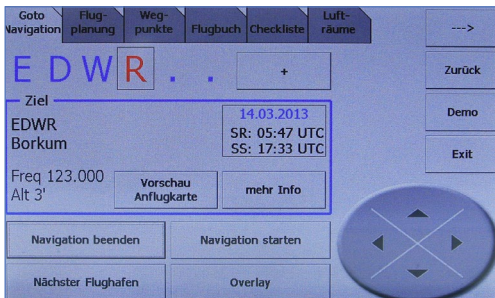 Goto Navigation
Flug-planung
Weg-punkte
Flugbuch
Checkliste
Luft-räume
--->
E D W R . .
+
Zurück
Ziel
EDWR
Borkum
14.03.2013
SR: 05:47 UTC
SS: 17:33 UTC
Demo
Exit
Freq 123.000
Alt 3'
Vorschau
Anflugkarte
mehr Info
Navigation beenden
Navigation starten
Nächster Flughafen
Overlay